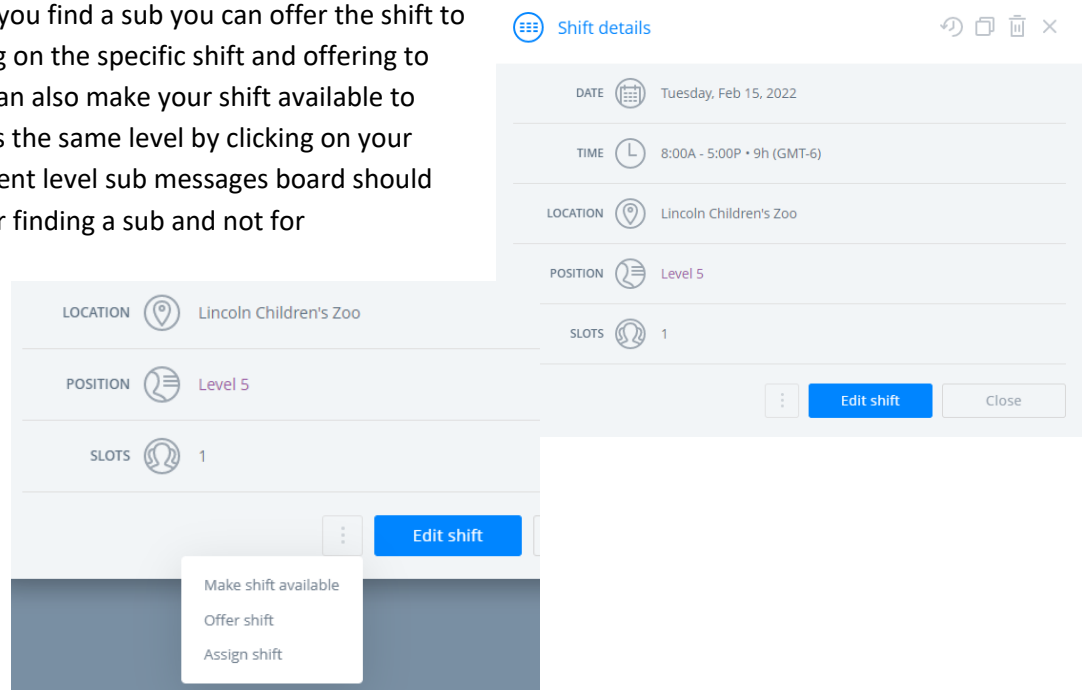 you find a sub you can offer the shift to
g on the specific shift and offering to
an also make your shift available to
s the same level by clicking on your
ent level sub messages board should
r finding a sub and not for
Shift details
DATE Tuesday, Feb 15, 2022
TIME 8:00A - 5:00P • 9h (GMT-6)
LOCATION Lincoln Children's Zoo
POSITION Level 5
SLOTS 1
Edit shift Close
LOCATION Lincoln Children's Zoo
POSITION Level 5
SLOTS 1
Edit shift
Make shift available
Offer shift
Assign shift